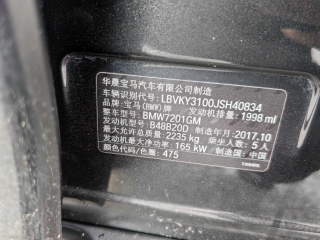 华晨宝马汽车有限公司制造
车辆识别代号: LBVKY3100JSH40834
品牌: 宝马(BMW)牌 发动机排量: 1998 ml
整车型号: BMW7201GM
发动机型号: B48B20D 制造年月: 2017.10
最大允许总质量: 2235 kg 乘坐人数: 5人
发动机最大净功率: 165 kW 制造国: 中国
颜色代码: 475